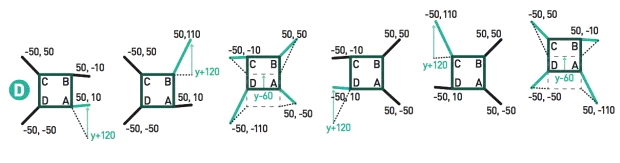 D
-50, 50
50, -10
C B
D A
50, 10
-50, -50
y+120
50,110
-50, 50
y+120
C B
D A
50, 10
-50, -50
50, 50
-50, -10
C B
D A
y-60
50, -50
-50, -110
50, 50
-50, -10
C B
D A
-50, 10
50, -50
y+120
-50, 110
50, 50
y+120
C B
D A
-50, 10
50, -50
-50, 50
50, -10
C B
D A
y-60
-50, -50
50, -110